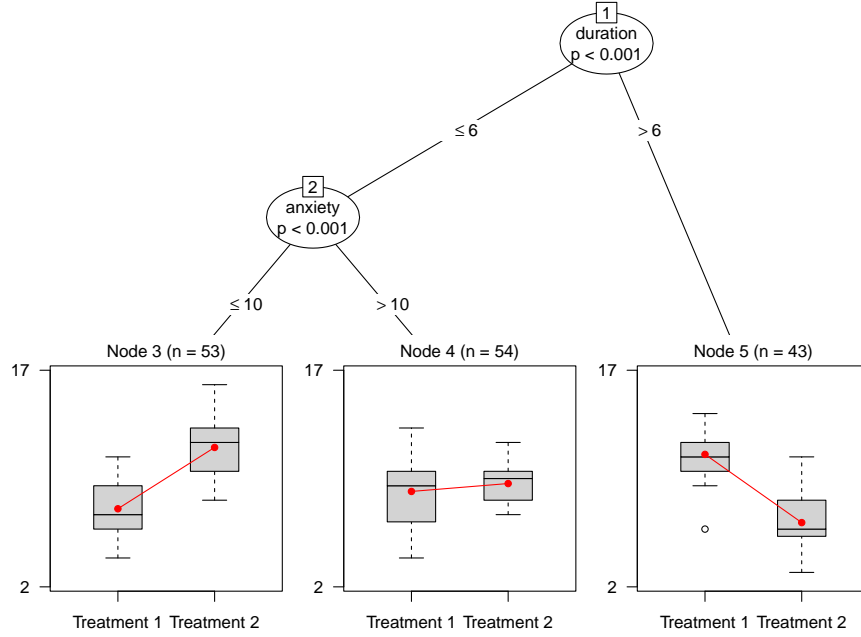 1
duration
p < 0.001
≤ 6
> 6
2
anxiety
p < 0.001
≤ 10
> 10
Node 3 (n = 53)
Node 4 (n = 54)
Node 5 (n = 43)
17
17
17
2
2
2
Treatment 1 Treatment 2
Treatment 1 Treatment 2
Treatment 1 Treatment 2